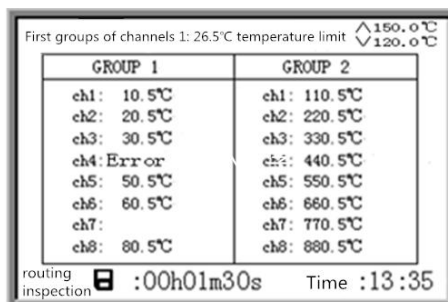 First groups of channels 1: 26.5℃ temperature limit ∧150.0℃
∨120.0℃
GROUP 1 GROUP 2
ch1: 10.5℃ ch1: 110.5℃
ch2: 20.5℃ ch2: 220.5℃
ch3: 30.5℃ ch3: 330.5℃
ch4:Error ch4: 440.5℃
ch5: 50.5℃ ch5: 550.5℃
ch6: 60.5℃ ch6: 660.5℃
ch7: ch7: 770.5℃
ch8: 80.5℃ ch8: 880.5℃
routing
inspection :00h01m30s Time :13:35